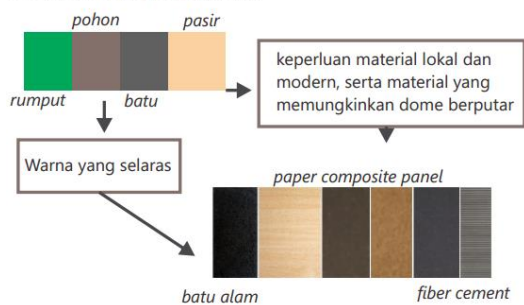 pohon
pasir
rumput
batu
keperluan material lokal dan
modern, serta material yang
memungkinkan dome berputar
Warna yang selaras
paper composite panel
batu alam
fiber cement